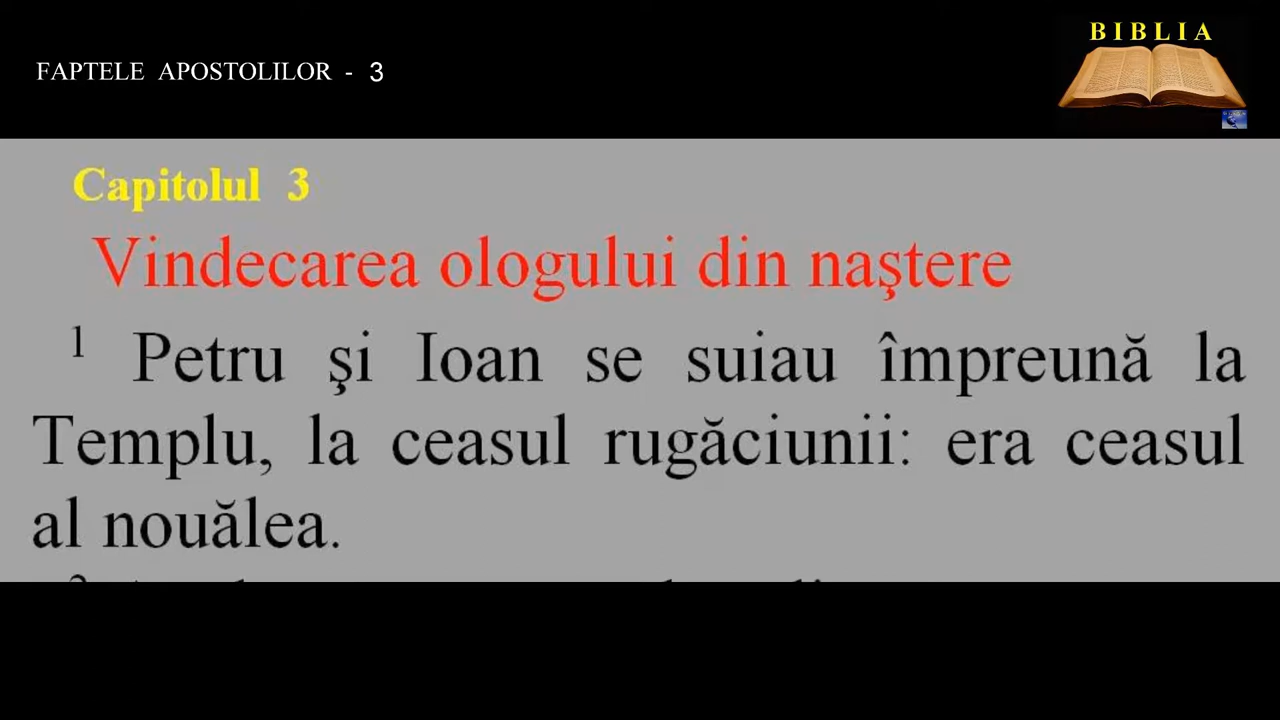 BIBLIA
FAPTELE APOSTOLILOR - 3
Capitolul 3
Vindecarea ologului din naştere
1 Petru şi Ioan se suiau împreună la
Templu, la ceasul rugăciunii: era ceasul
al nouălea.